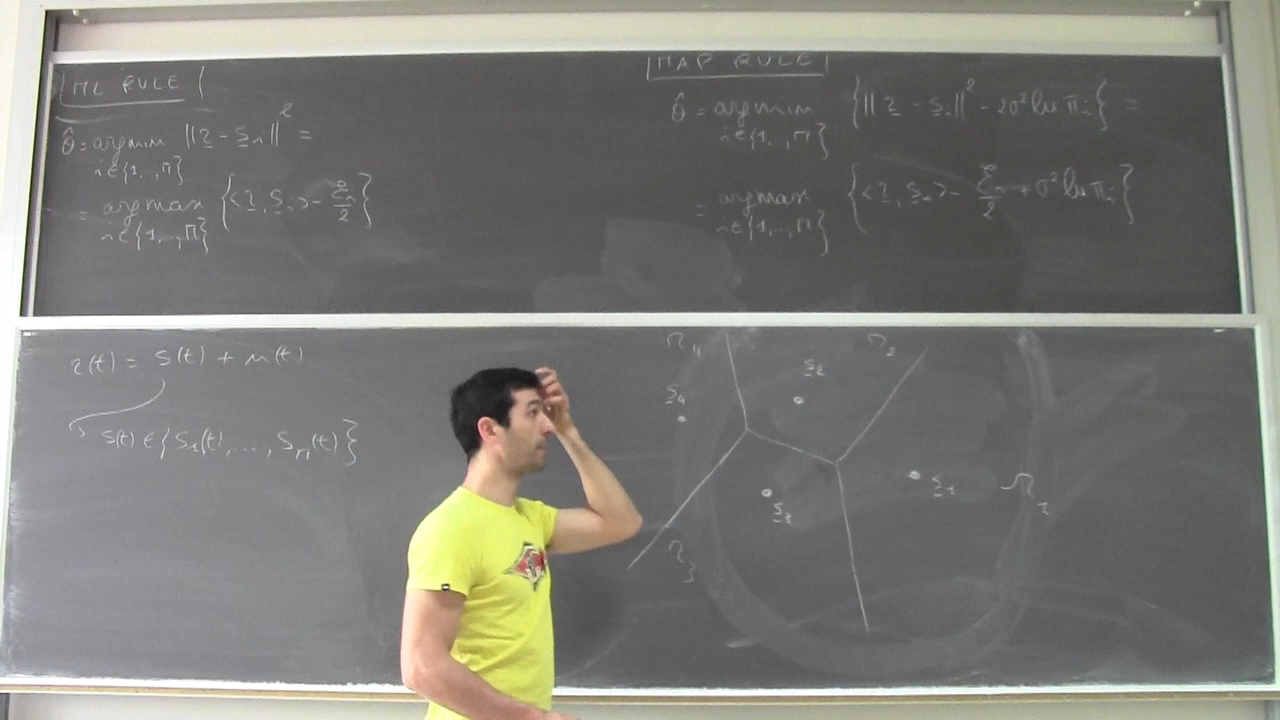 ML RULE
θ̂ = argmin ‖r - s_i‖² =
i∈{1,..,M}
= argmax {<r, s_i> - ℰ_i/2}
i∈{1,..,M}
MAP RULE
θ̂ = argmin {‖r - s_i‖² - 2σ² ln π_i} =
i∈{1,..,M}
= argmax {<r, s_i> - ℰ_i/2 + σ² ln π_i}
i∈{1,..,M}
r(t) = s(t) + n(t)
s(t) ∈ {s_1(t), ..., s_M(t)}
Ω_4
Ω_2
s_2
s_4
s_1
Ω_1
s_3
Ω_3